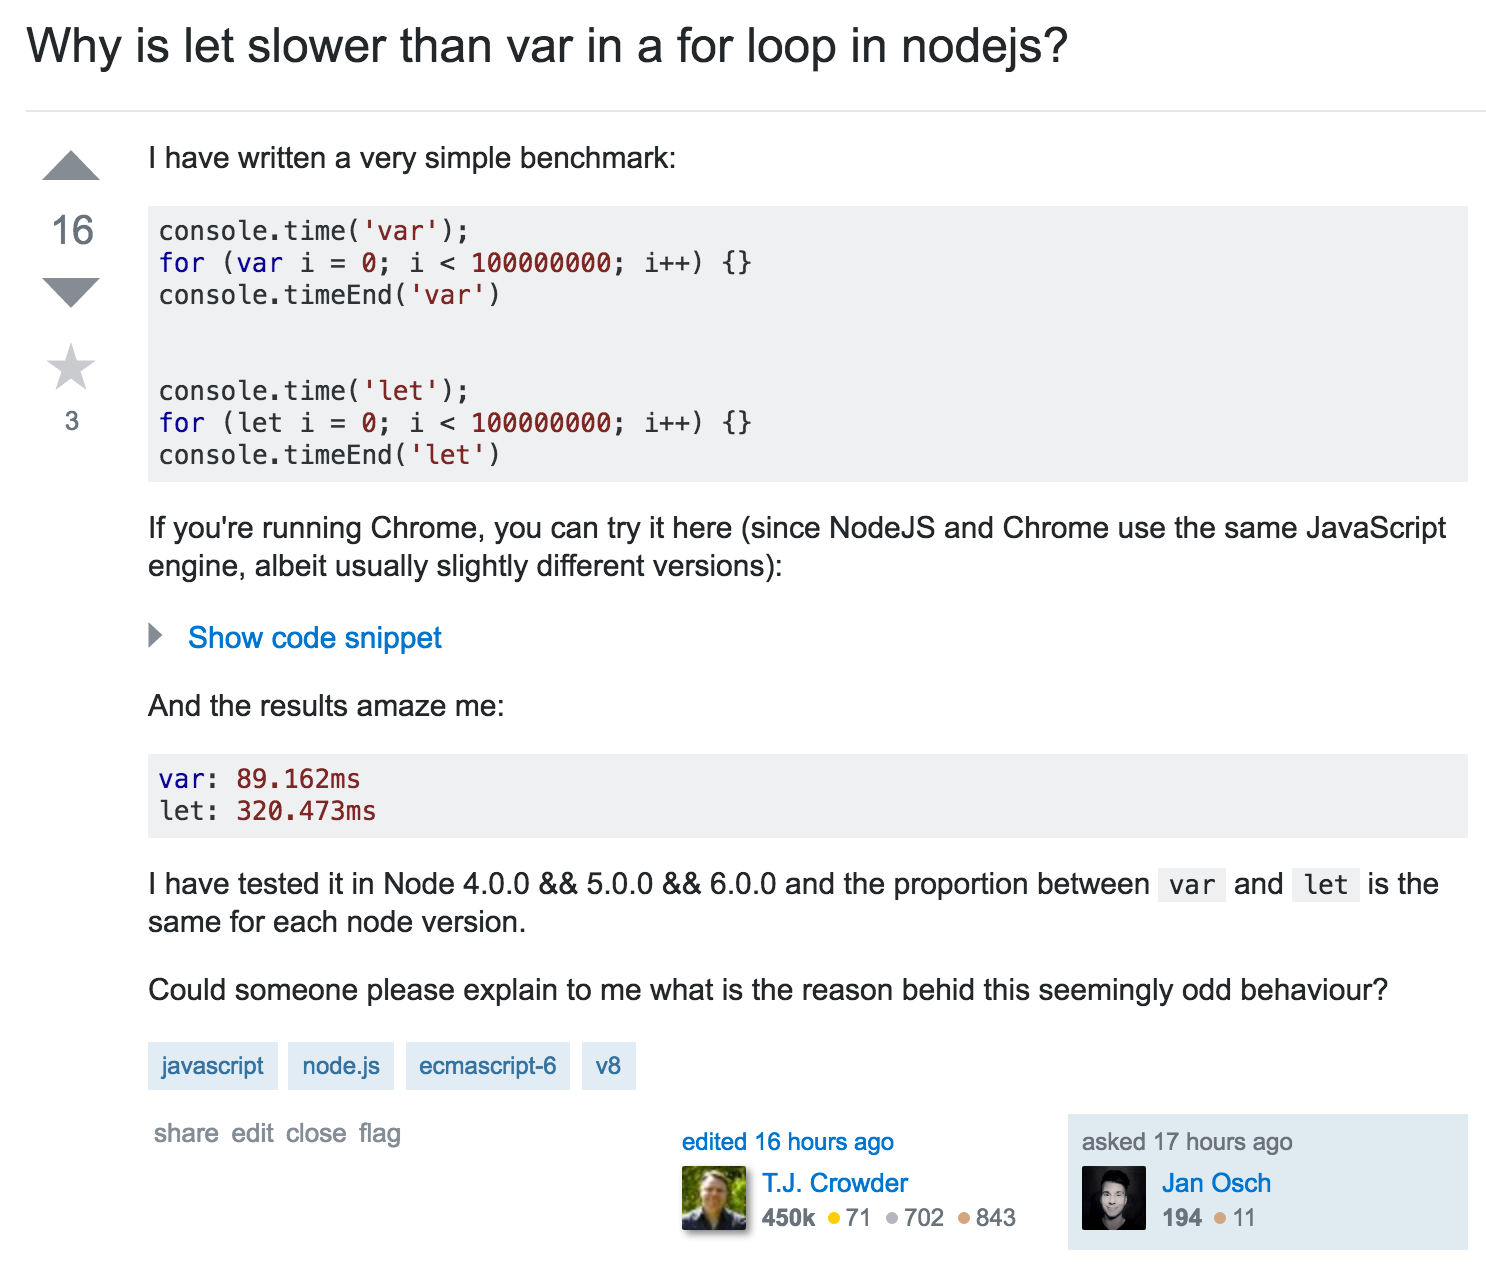 Why is let slower than var in a for loop in nodejs?
I have written a very simple benchmark:
16
console.time('var');
for (var i = 0; i < 100000000; i++) {}
console.timeEnd('var')
console.time('let');
for (let i = 0; i < 100000000; i++) {}
console.timeEnd('let')
3
If you're running Chrome, you can try it here (since NodeJS and Chrome use the same JavaScript
engine, albeit usually slightly different versions):
Show code snippet
And the results amaze me:
var: 89.162ms
let: 320.473ms
I have tested it in Node 4.0.0 && 5.0.0 && 6.0.0 and the proportion between var and let is the
same for each node version.
Could someone please explain to me what is the reason behid this seemingly odd behaviour?
javascript node.js ecmascript-6 v8
share edit close flag
edited 16 hours ago
T.J. Crowder
450k 71 702 843
asked 17 hours ago
Jan Osch
194 11